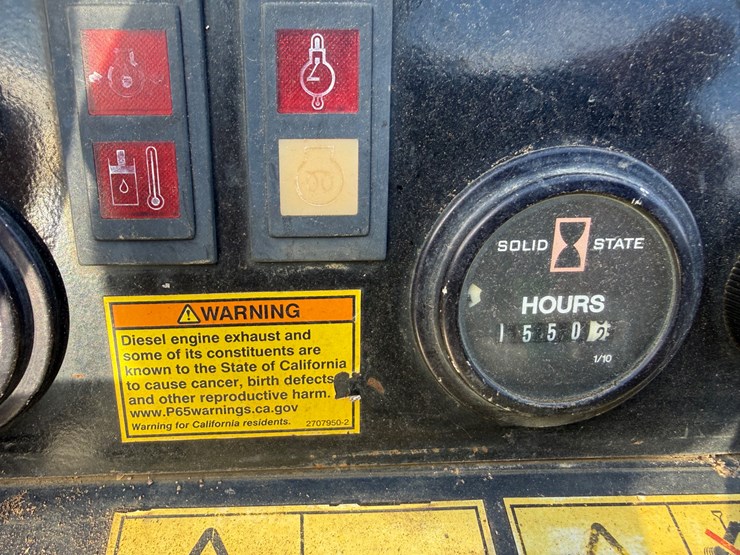 SOLID STATE
HOURS
1550
1/10
WARNING
Diesel engine exhaust and
some of its constituents are
known to the State of California
to cause cancer, birth defects
and other reproductive harm.
www.P65warnings.ca.gov
Warning for California residents. 2707950-2